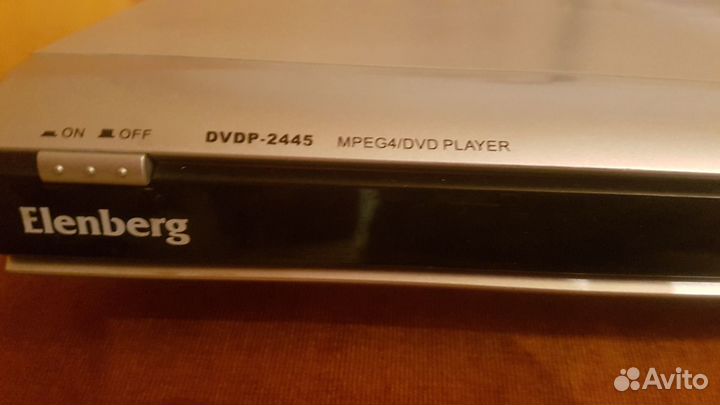 ON OFF DVDP-2445 MPEG4/DVD PLAYER
Elenberg
Avito